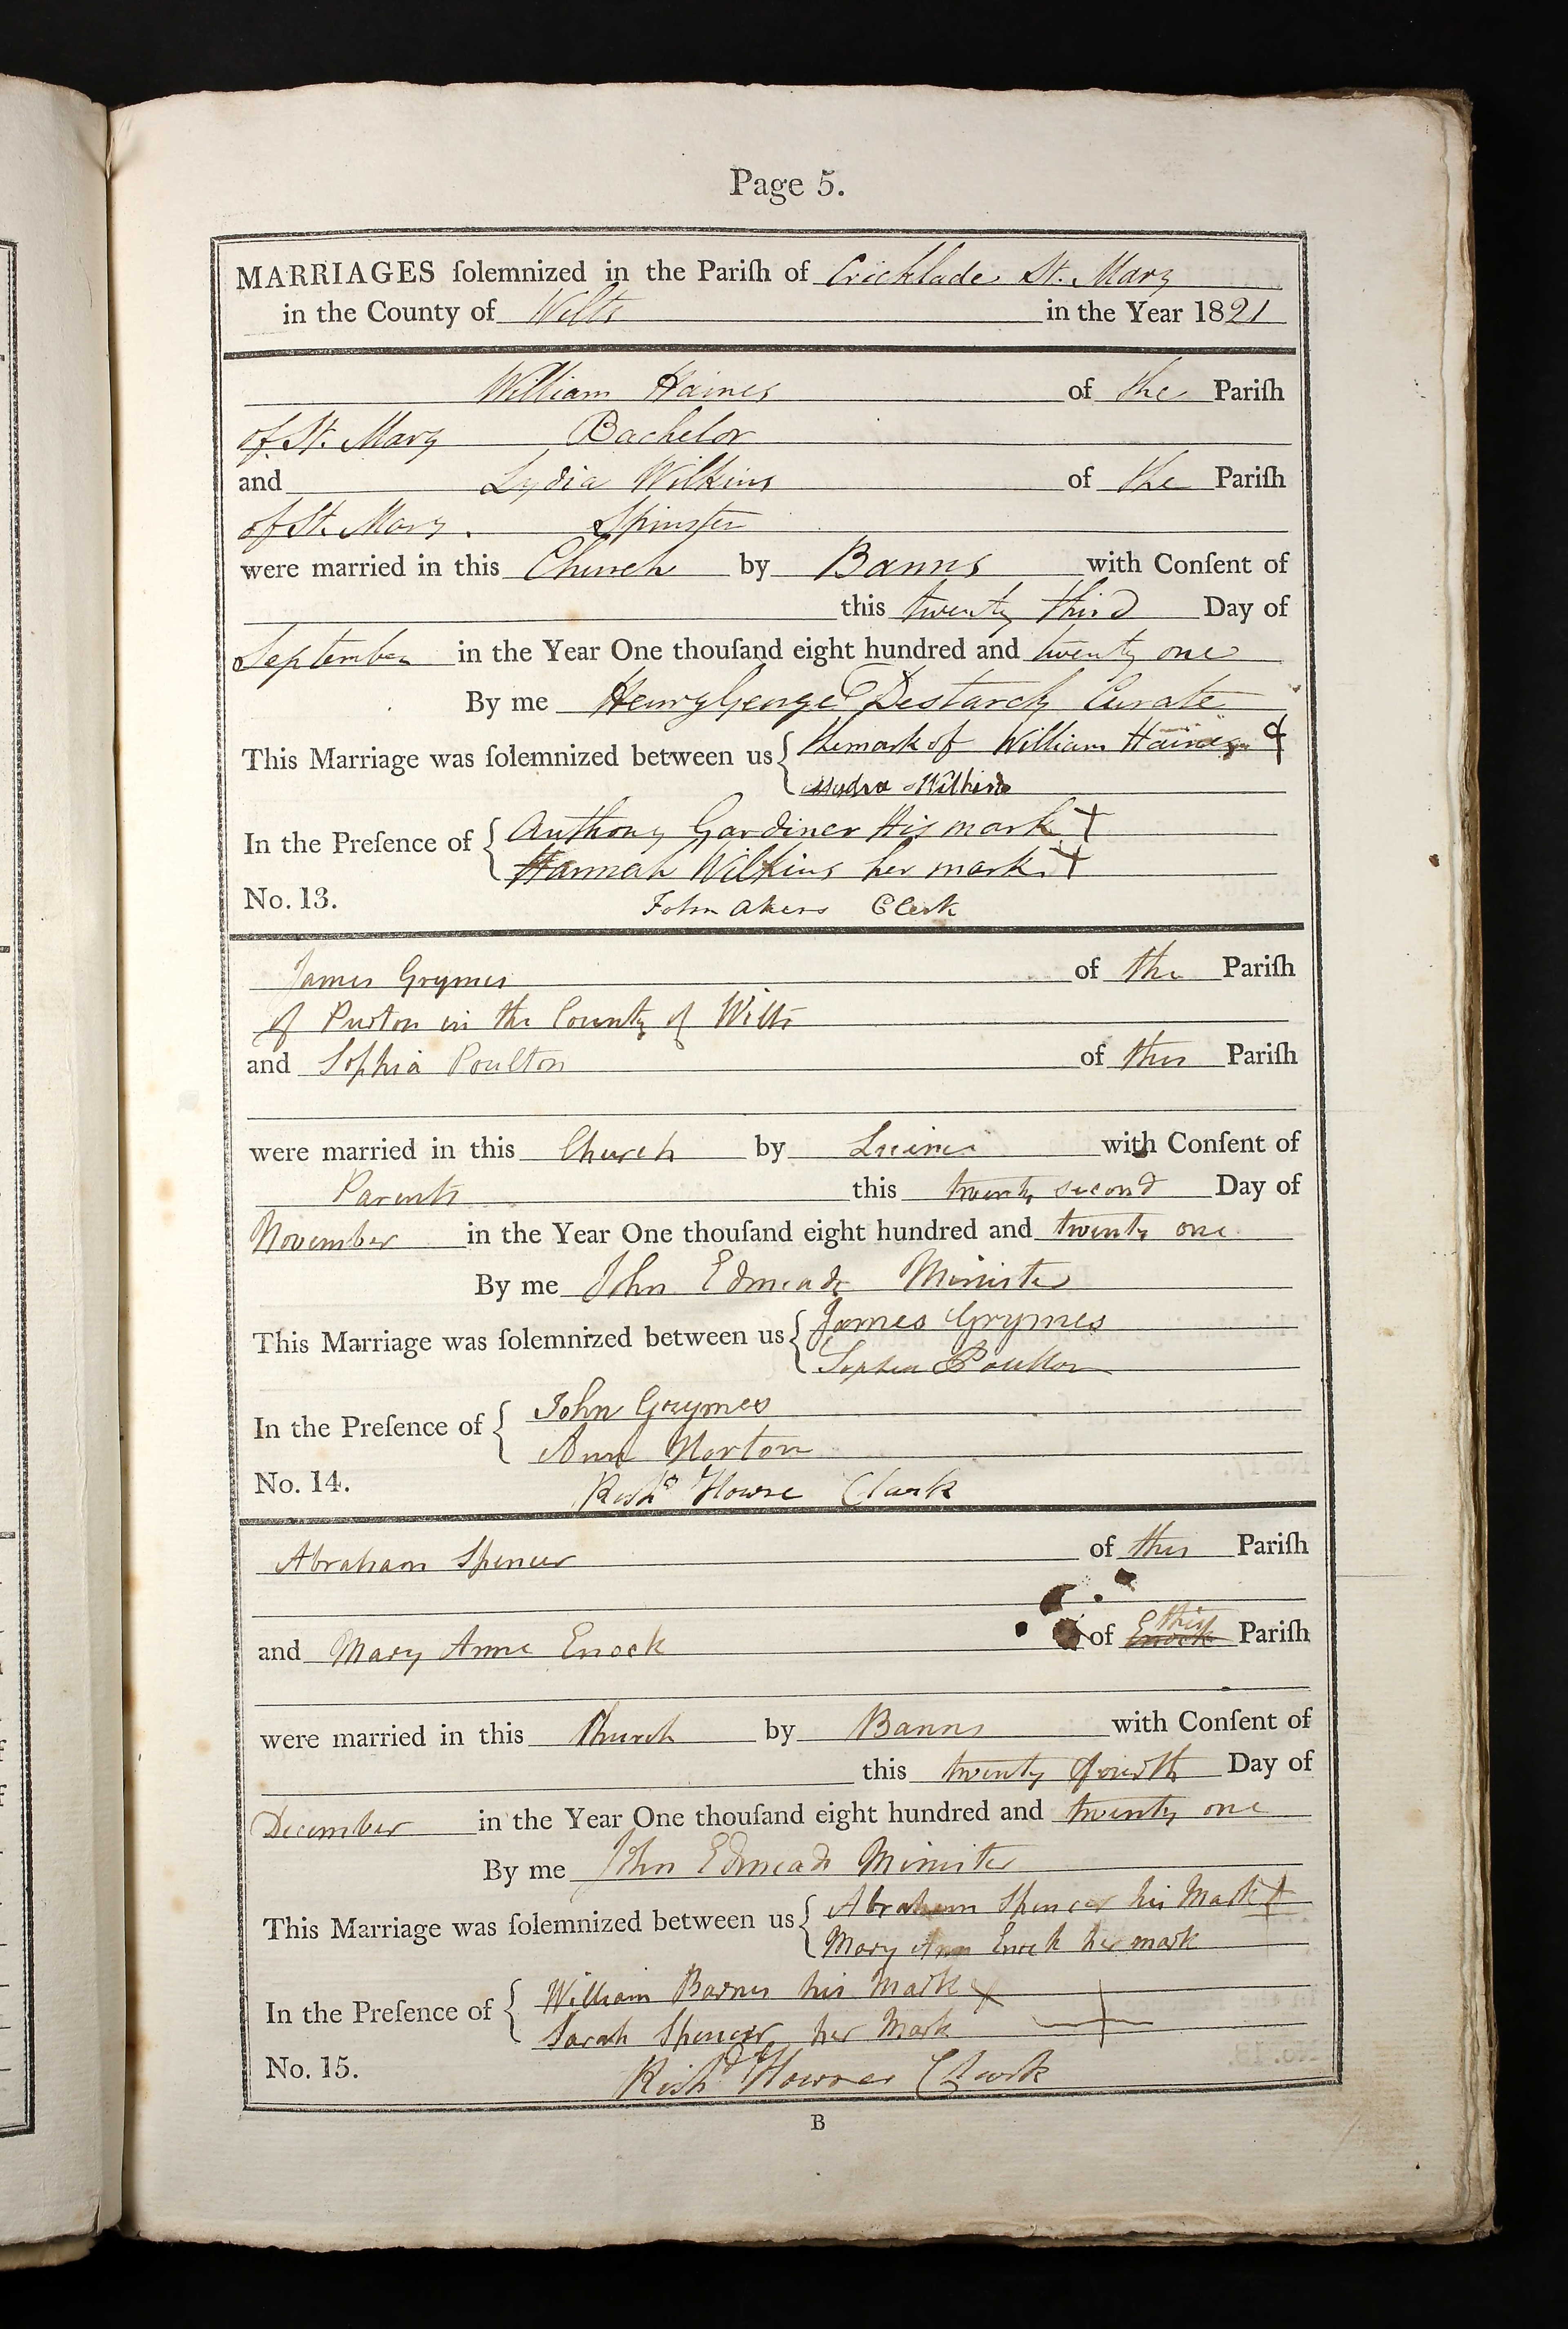 Page 5.
MARRIAGES ſolemnized in the Pariſh of Cricklade St. Mary
in the County of Wilts in the Year 1821
William Haines of the Pariſh
of St. Mary Bachelor
and Lydia Wilkins of the Pariſh
of St. Mary. Spinster
were married in this Church by Banns with Conſent of
this twenty third Day of
September in the Year One thouſand eight hundred and twenty one
By me Henry George Curate
This Marriage was ſolemnized between us { the mark of William Haines
Lydia Wilkins
In the Preſence of { Anthony Gardiner His mark +
Hannah Wilkins her mark. +
No. 13. John Akers Clerk
James Grymes of the Pariſh
of Purton in the County of Wilts
and Sophia Poulton of this Pariſh
were married in this Church by with Conſent of
Parents this twenty second Day of
November in the Year One thouſand eight hundred and twenty one
By me John Edmeads Minister
This Marriage was ſolemnized between us { James Grymes
Sophia Poulton
In the Preſence of { John Grymes
Ann Norton
No. 14. Richd Howse Clark
Abraham Spencer of this Pariſh
and Mary Anne Enock of Enock this Pariſh
were married in this Church by Banns with Conſent of
this twenty fourth Day of
December in the Year One thouſand eight hundred and twenty one
By me John Edmeads Minister
This Marriage was ſolemnized between us { Abraham Spencer his Mark +
Mary Ann Enock her mark
In the Preſence of { William Barnes his Mark X
Sarah Spencer her Mark +
No. 15. Richd Clark
B